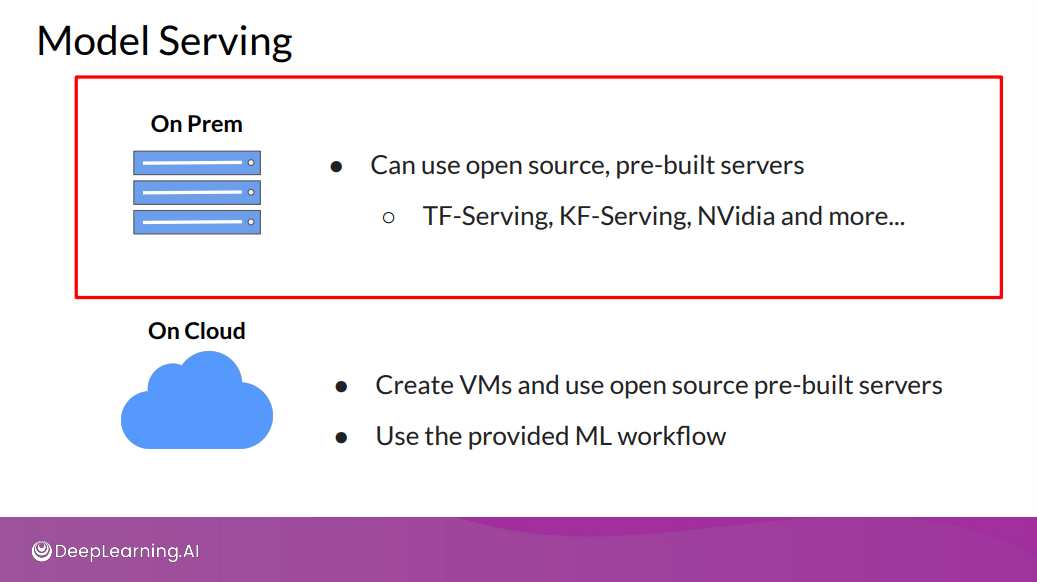 Model Serving
On Prem
● Can use open source, pre-built servers
○ TF-Serving, KF-Serving, NVidia and more...
On Cloud
● Create VMs and use open source pre-built servers
● Use the provided ML workflow
DeepLearning.AI